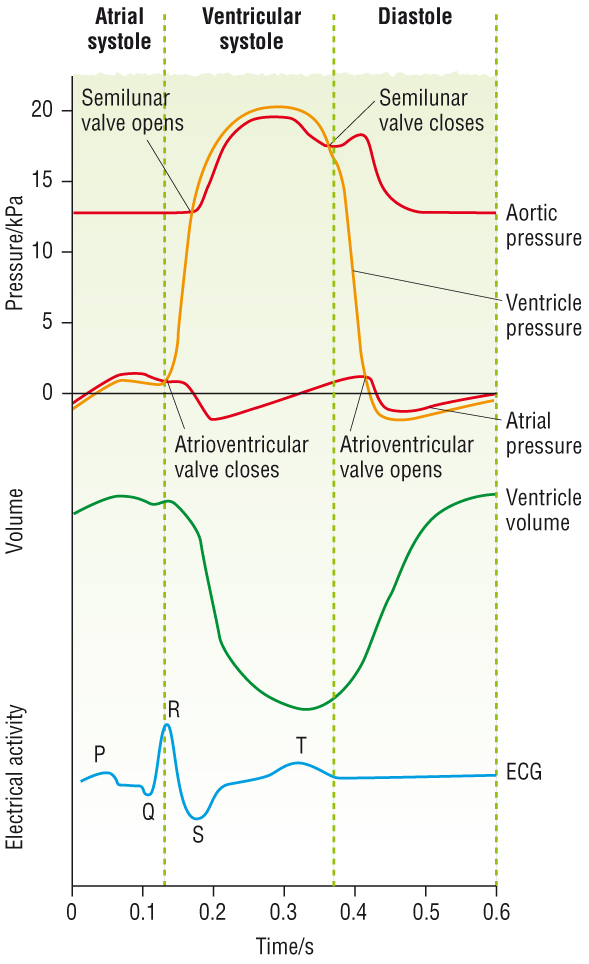 Atrial
systole
Ventricular
systole
Diastole
20
15
10
5
0
Pressure/kPa
Semilunar
valve opens
Semilunar
valve closes
Aortic
pressure
Ventricle
pressure
Atrioventricular
valve closes
Atrioventricular
valve opens
Atrial
pressure
Volume
Ventricle
volume
Electrical activity
P
Q
R
S
T
ECG
0
0.1
0.2
0.3
0.4
0.5
0.6
Time/s